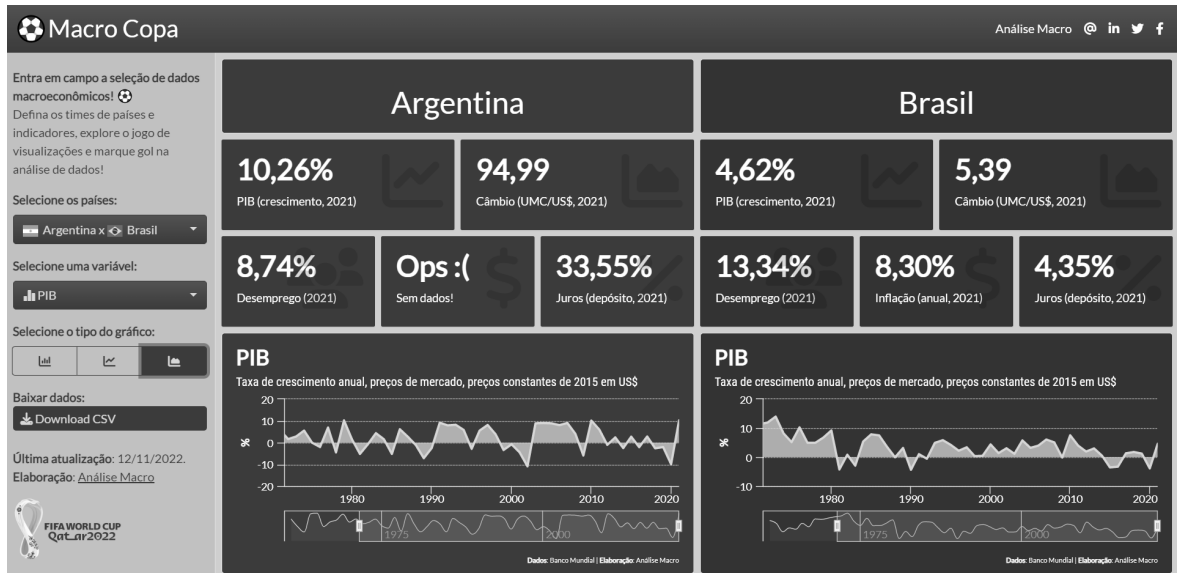 Macro Copa
Análise Macro
Entra em campo a seleção de dados
macroeconômicos!
Defina os times de países e
indicadores, explore o jogo de
visualizações e marque gol na
análise de dados!
Selecione os países:
Argentina x Brasil
Selecione uma variável:
PIB
Selecione o tipo do gráfico:
Baixar dados:
Download CSV
Última atualização: 12/11/2022.
Elaboração: Análise Macro
FIFA WORLD CUP
Qatar2022
Argentina
10,26%
PIB (crescimento, 2021)
94,99
Câmbio (UMC/US$, 2021)
8,74%
Desemprego (2021)
Ops :(
Sem dados!
33,55%
Juros (depósito, 2021)
PIB
Taxa de crescimento anual, preços de mercado, preços constantes de 2015 em US$
%
20
10
0
-10
-20
1980 1990 2000 2010 2020
1975 2000
Dados: Banco Mundial | Elaboração: Análise Macro
Brasil
4,62%
PIB (crescimento, 2021)
5,39
Câmbio (UMC/US$, 2021)
13,34%
Desemprego (2021)
8,30%
Inflação (anual, 2021)
4,35%
Juros (depósito, 2021)
PIB
Taxa de crescimento anual, preços de mercado, preços constantes de 2015 em US$
%
20
10
0
-10
1980 1990 2000 2010 2020
1975 2000
Dados: Banco Mundial | Elaboração: Análise Macro